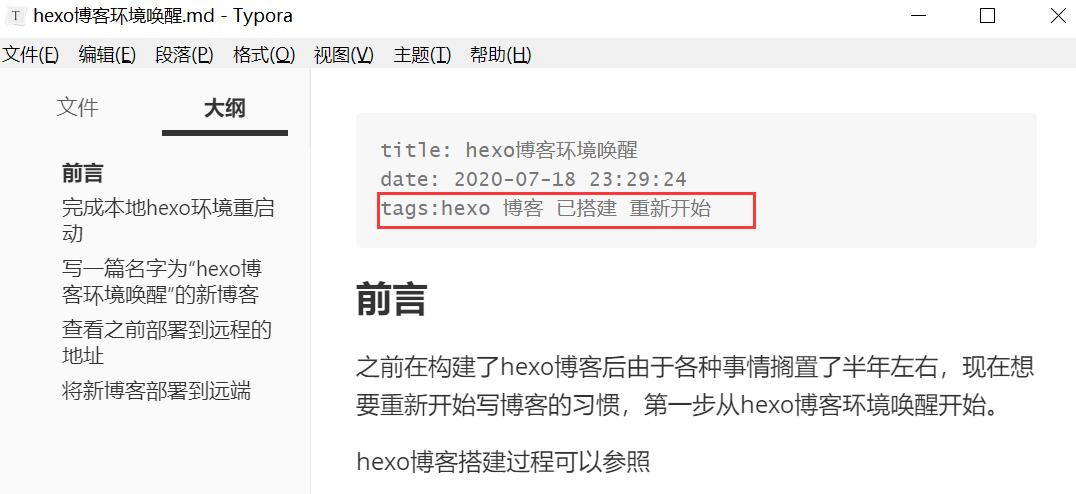 hexo博客环境唤醒.md - Typora
文件(F) 编辑(E) 段落(P) 格式(O) 视图(V) 主题(T) 帮助(H)
文件 大纲
前言
完成本地hexo环境重启
动
写一篇名字为“hexo博
客环境唤醒”的新博客
查看之前部署到远程的
地址
将新博客部署到远端
title: hexo博客环境唤醒
date: 2020-07-18 23:29:24
tags:hexo 博客 已搭建 重新开始
前言
之前在构建了hexo博客后由于各种事情搁置了半年左右，现在想
要重新开始写博客的习惯，第一步从hexo博客环境唤醒开始。
hexo博客搭建过程可以参照